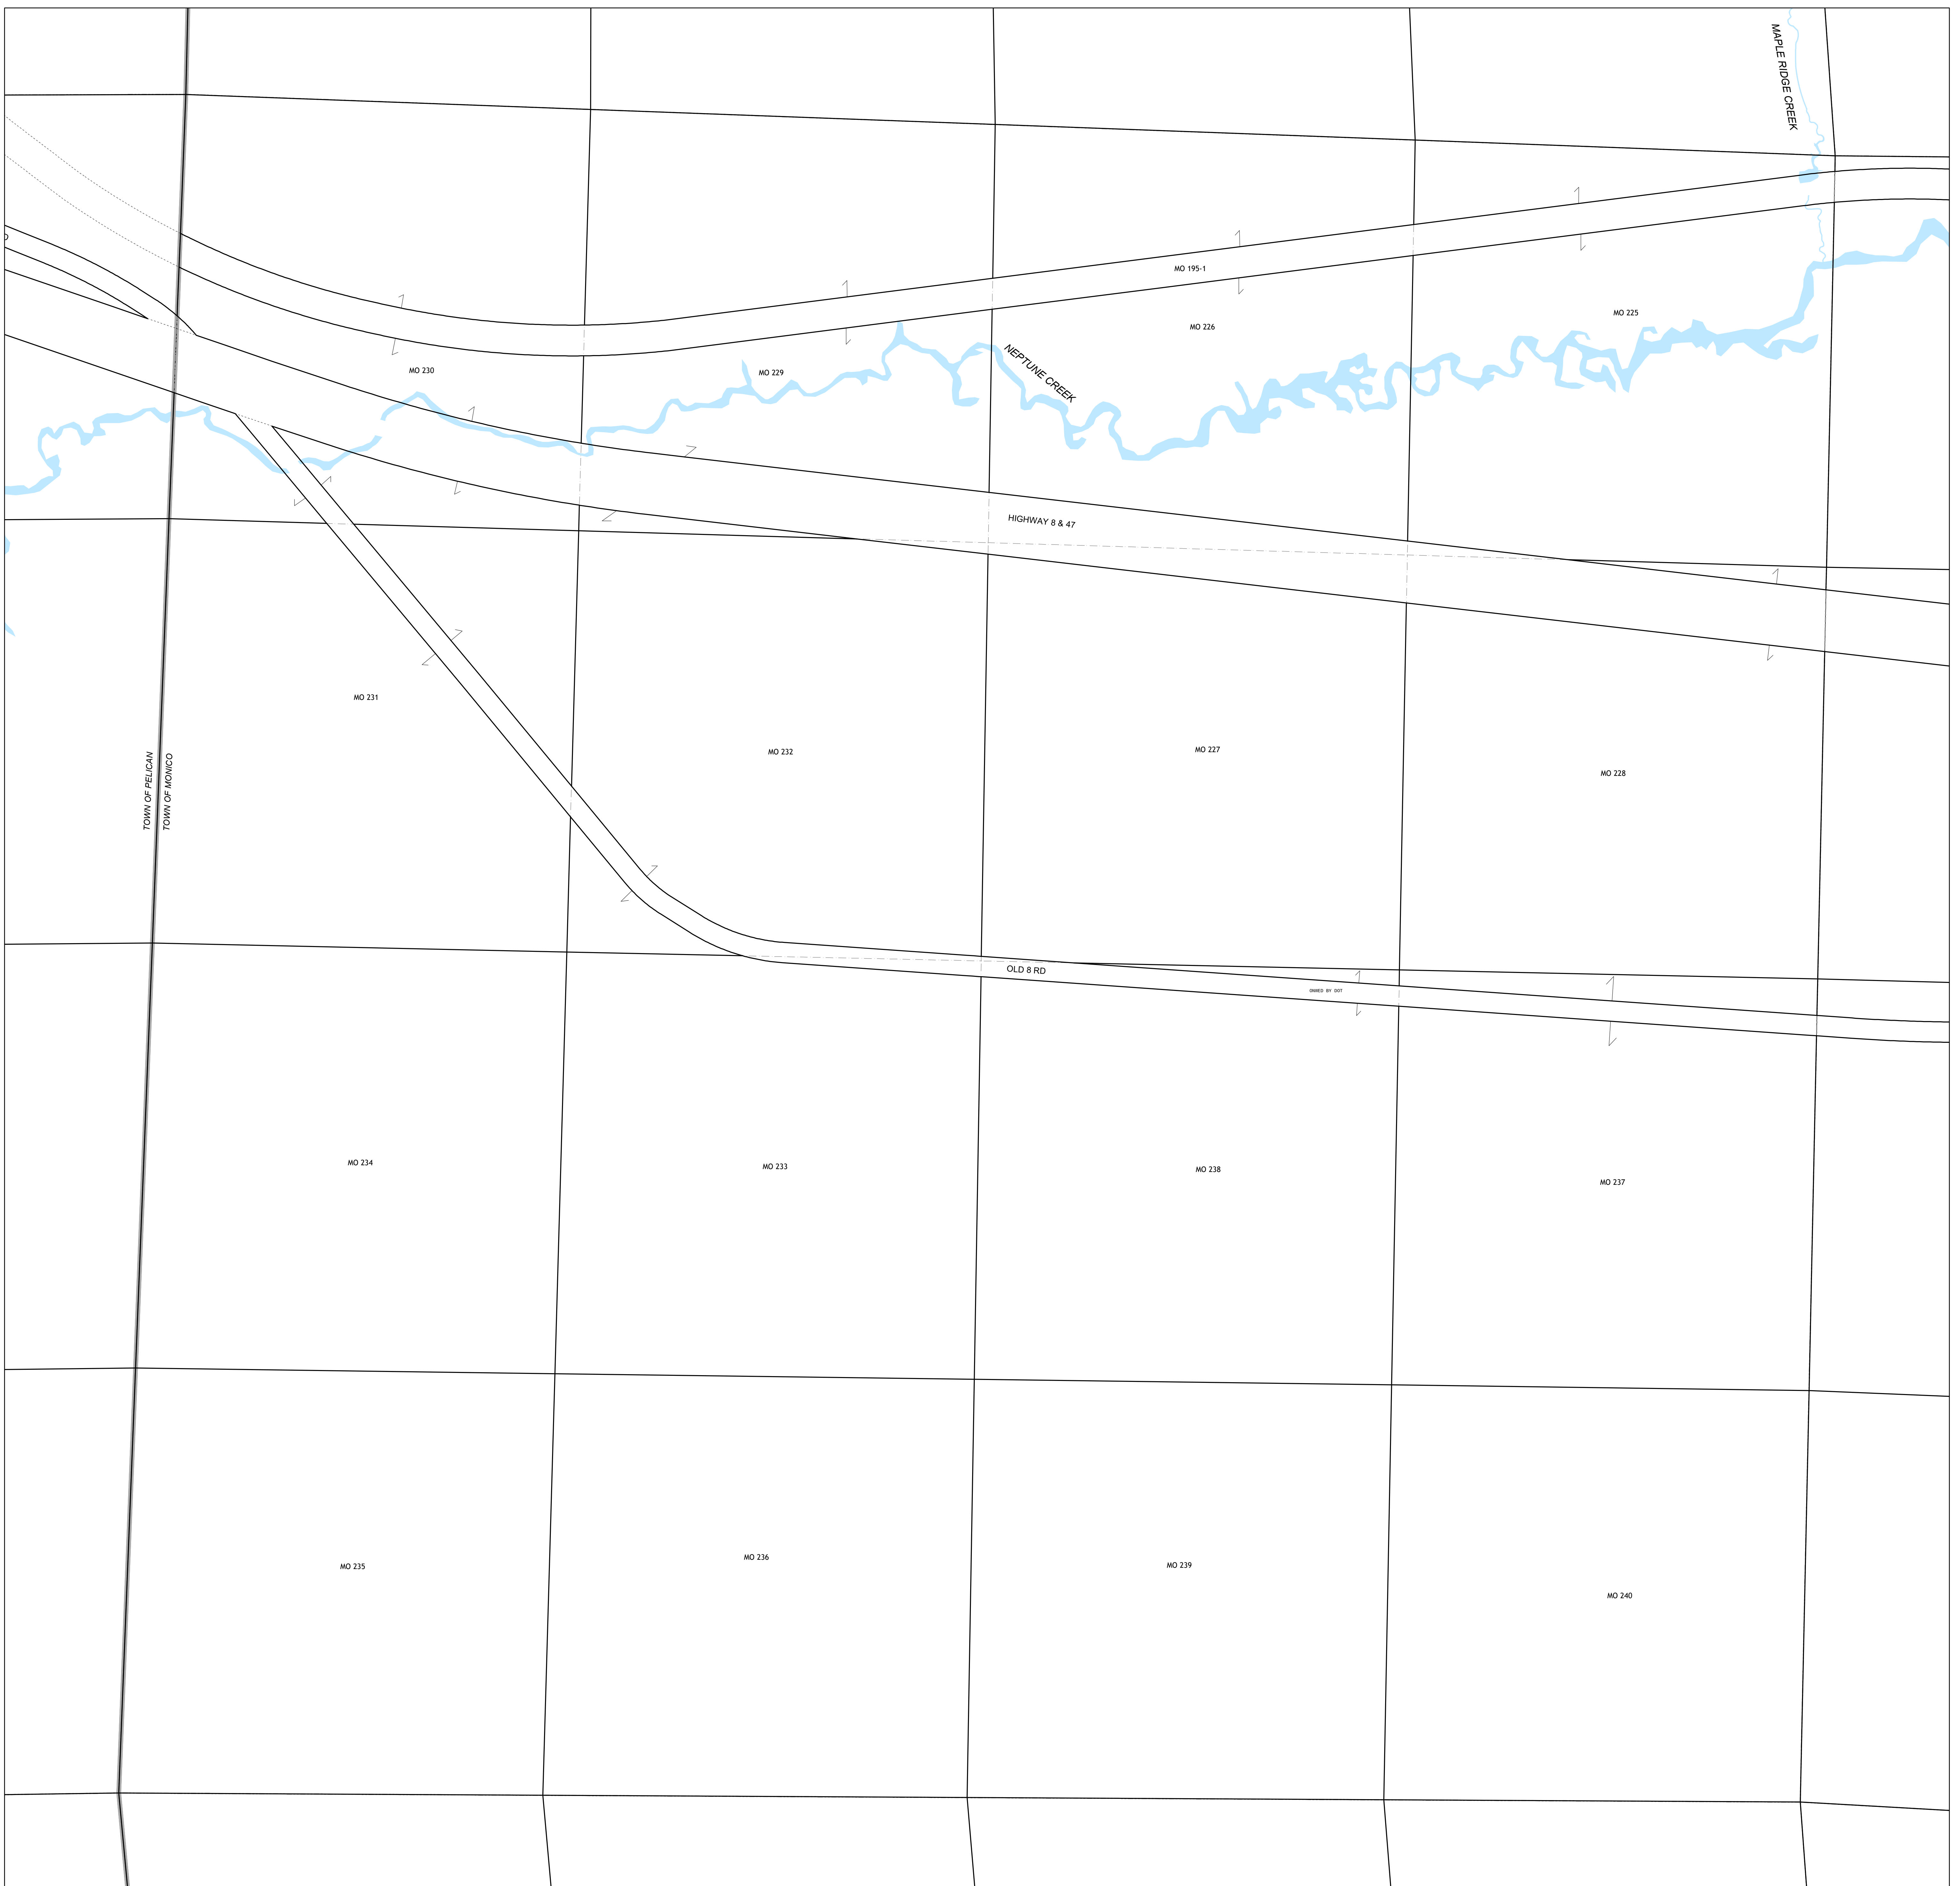 MAPLE RIDGE CREEK
MO 195-1
MO 225
MO 226
NEPTUNE CREEK
MO 230
MO 229
HIGHWAY 8 & 47
MO 231
MO 232
MO 227
MO 228
TOWN OF PELICAN
TOWN OF MONICO
OLD 8 RD
OWNED BY DOT
MO 234
MO 233
MO 238
MO 237
MO 235
MO 236
MO 239
MO 240